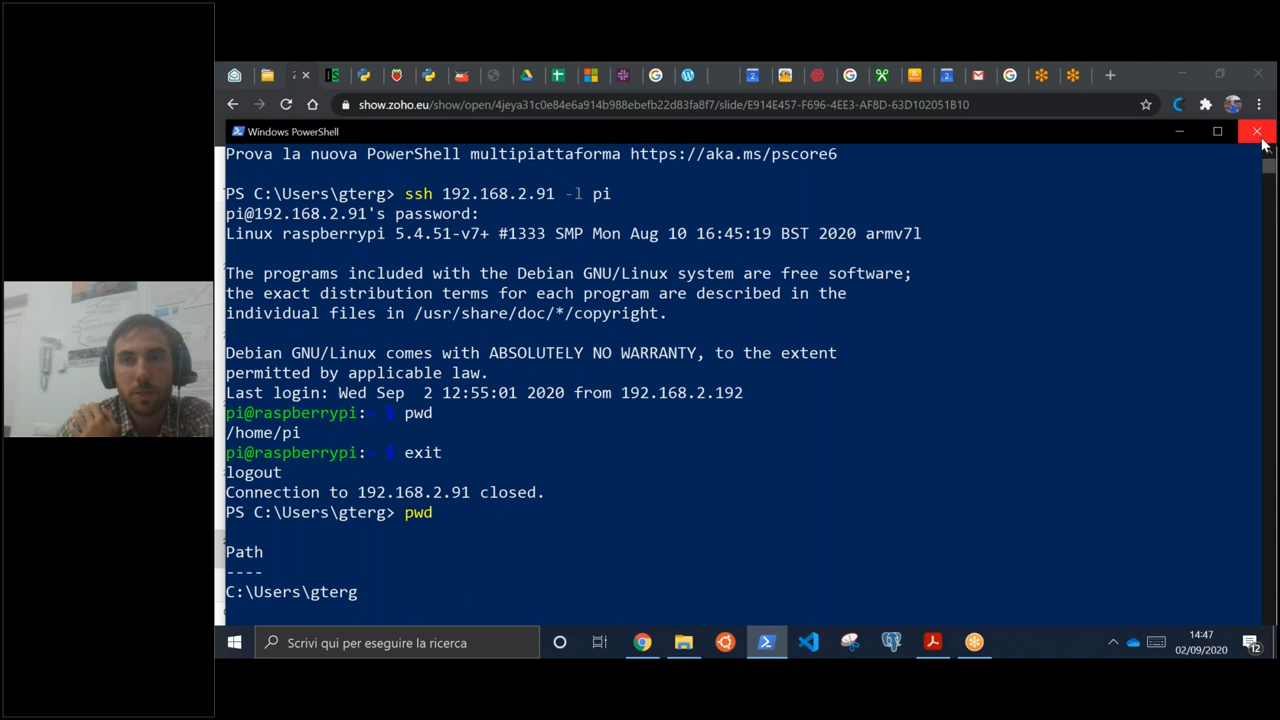 show.zoho.eu/show/open/4jeya31c0e84e6a914b988ebefb22d83fa8f7/slide/E914E457-F696-4EE3-AF8D-63D102051B10
Windows PowerShell
Prova la nuova PowerShell multipiattaforma https://aka.ms/pscore6
PS C:\Users\gterg> ssh 192.168.2.91 -l pi
pi@192.168.2.91's password:
Linux raspberrypi 5.4.51-v7+ #1333 SMP Mon Aug 10 16:45:19 BST 2020 armv7l
The programs included with the Debian GNU/Linux system are free software;
the exact distribution terms for each program are described in the
individual files in /usr/share/doc/*/copyright.
Debian GNU/Linux comes with ABSOLUTELY NO WARRANTY, to the extent
permitted by applicable law.
Last login: Wed Sep  2 12:55:01 2020 from 192.168.2.192
pi@raspberrypi:~ $ pwd
/home/pi
pi@raspberrypi:~ $ exit
logout
Connection to 192.168.2.91 closed.
PS C:\Users\gterg> pwd
Path
----
C:\Users\gterg
Scrivi qui per eseguire la ricerca
14:47
02/09/2020
12